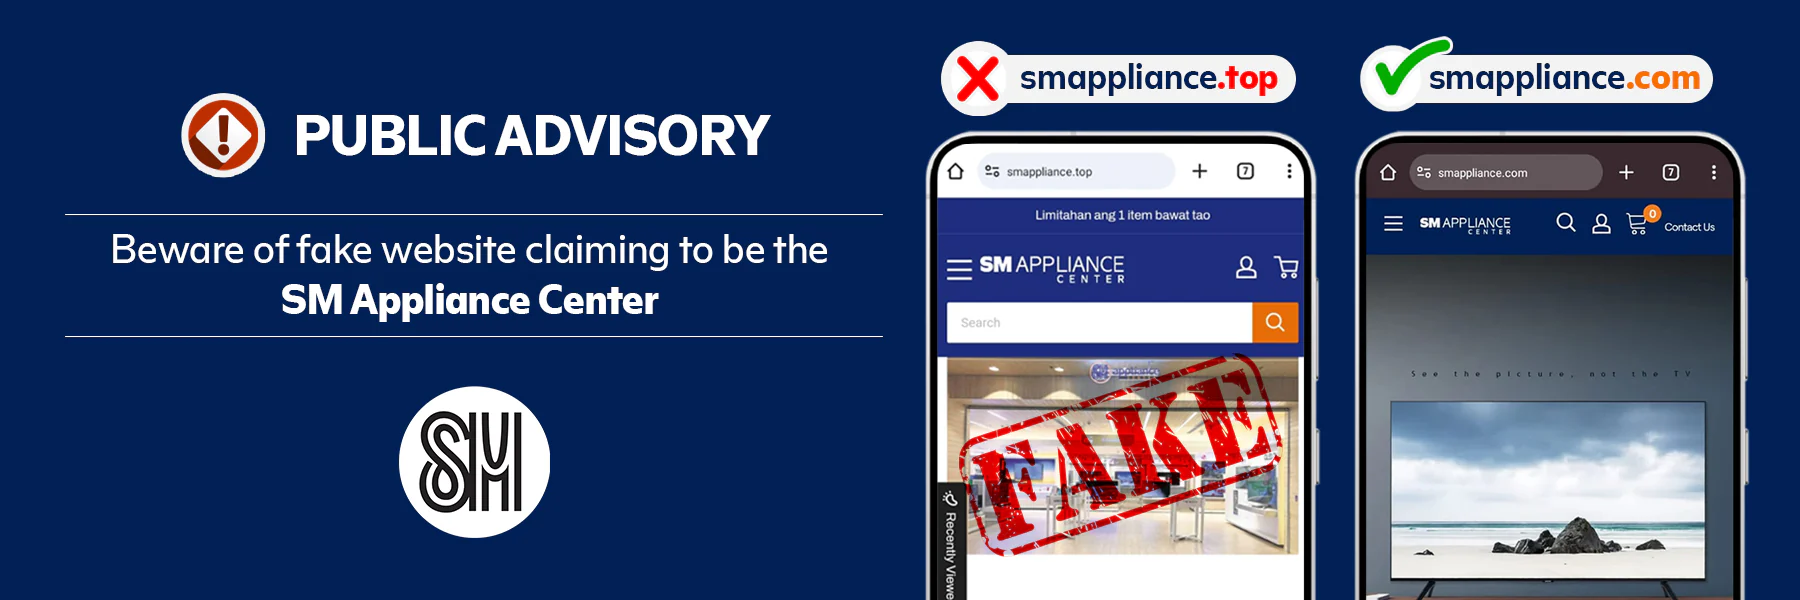 PUBLIC ADVISORY
Beware of fake website claiming to be the
SM Appliance Center
SM
smappliance.top
smappliance.top
7
Limitahan ang 1 item bawat tao
SM APPLIANCE
CENTER
Search
FAKE
Recently Viewe
smappliance.com
smappliance.com
7
SM APPLIANCE
CENTER
0
Contact Us
See the picture, not the TV